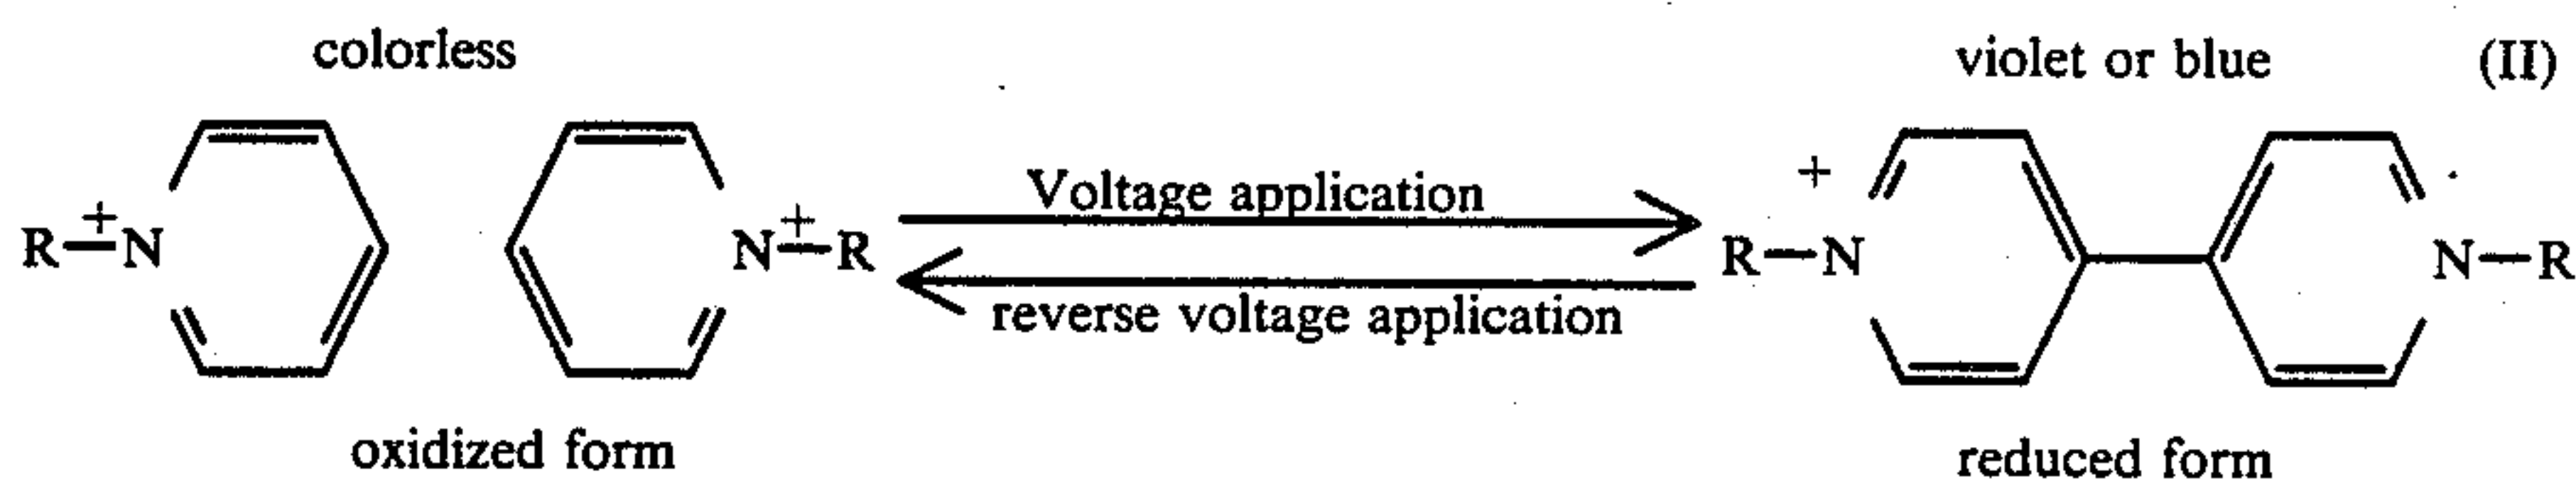 colorless violet or blue (II)
Voltage application
R—N+ N+—R R—N+ N—R
reverse voltage application
oxidized form reduced form